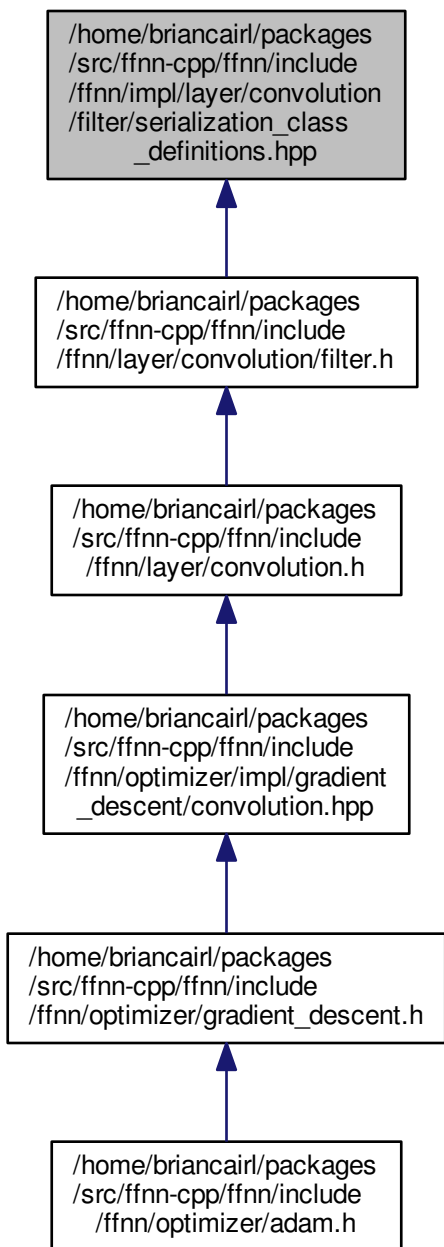 /home/briancairl/packages
/src/ffnn-cpp/ffnn/include
/ffnn/impl/layer/convolution
/filter/serialization_class
_definitions.hpp
/home/briancairl/packages
/src/ffnn-cpp/ffnn/include
/ffnn/layer/convolution/filter.h
/home/briancairl/packages
/src/ffnn-cpp/ffnn/include
/ffnn/layer/convolution.h
/home/briancairl/packages
/src/ffnn-cpp/ffnn/include
/ffnn/optimizer/impl/gradient
_descent/convolution.hpp
/home/briancairl/packages
/src/ffnn-cpp/ffnn/include
/ffnn/optimizer/gradient_descent.h
/home/briancairl/packages
/src/ffnn-cpp/ffnn/include
/ffnn/optimizer/adam.h